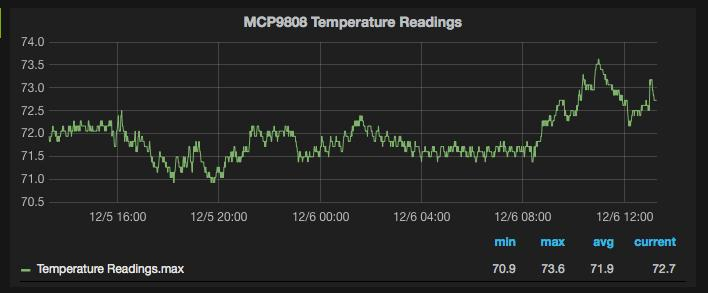 MCP9808 Temperature Readings
74.0
73.5
73.0
72.5
72.0
71.5
71.0
70.5
12/5 16:00 12/5 20:00 12/6 00:00 12/6 04:00 12/6 08:00 12/6 12:00
min max avg current
Temperature Readings.max 70.9 73.6 71.9 72.7